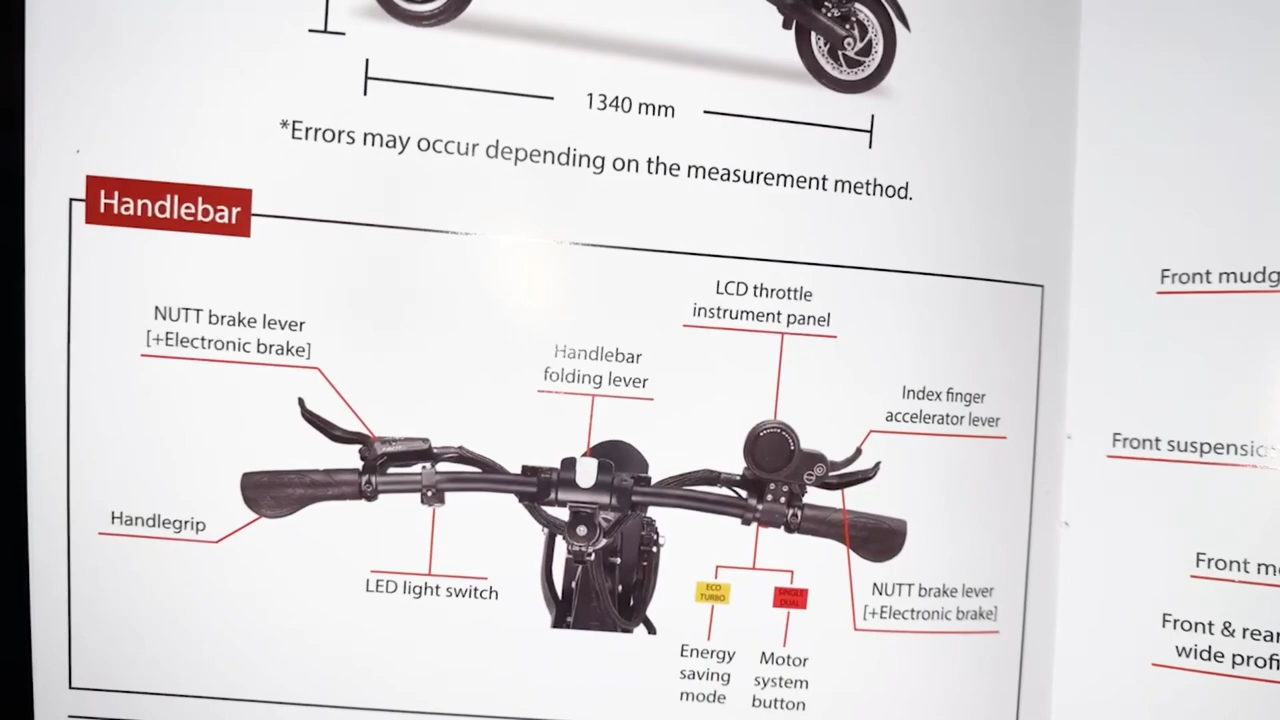 1340 mm
*Errors may occur depending on the measurement method.
Handlebar
NUTT brake lever
[+Electronic brake]
Handlebar
folding lever
LCD throttle
instrument panel
Index finger
accelerator lever
Handlegrip
LED light switch
ECO
TURBO
SINGLE
DUAL
Energy
saving
mode
Motor
system
button
NUTT brake lever
[+Electronic brake]
Front mudg
Front suspensic
Front m
Front & rear
wide profi